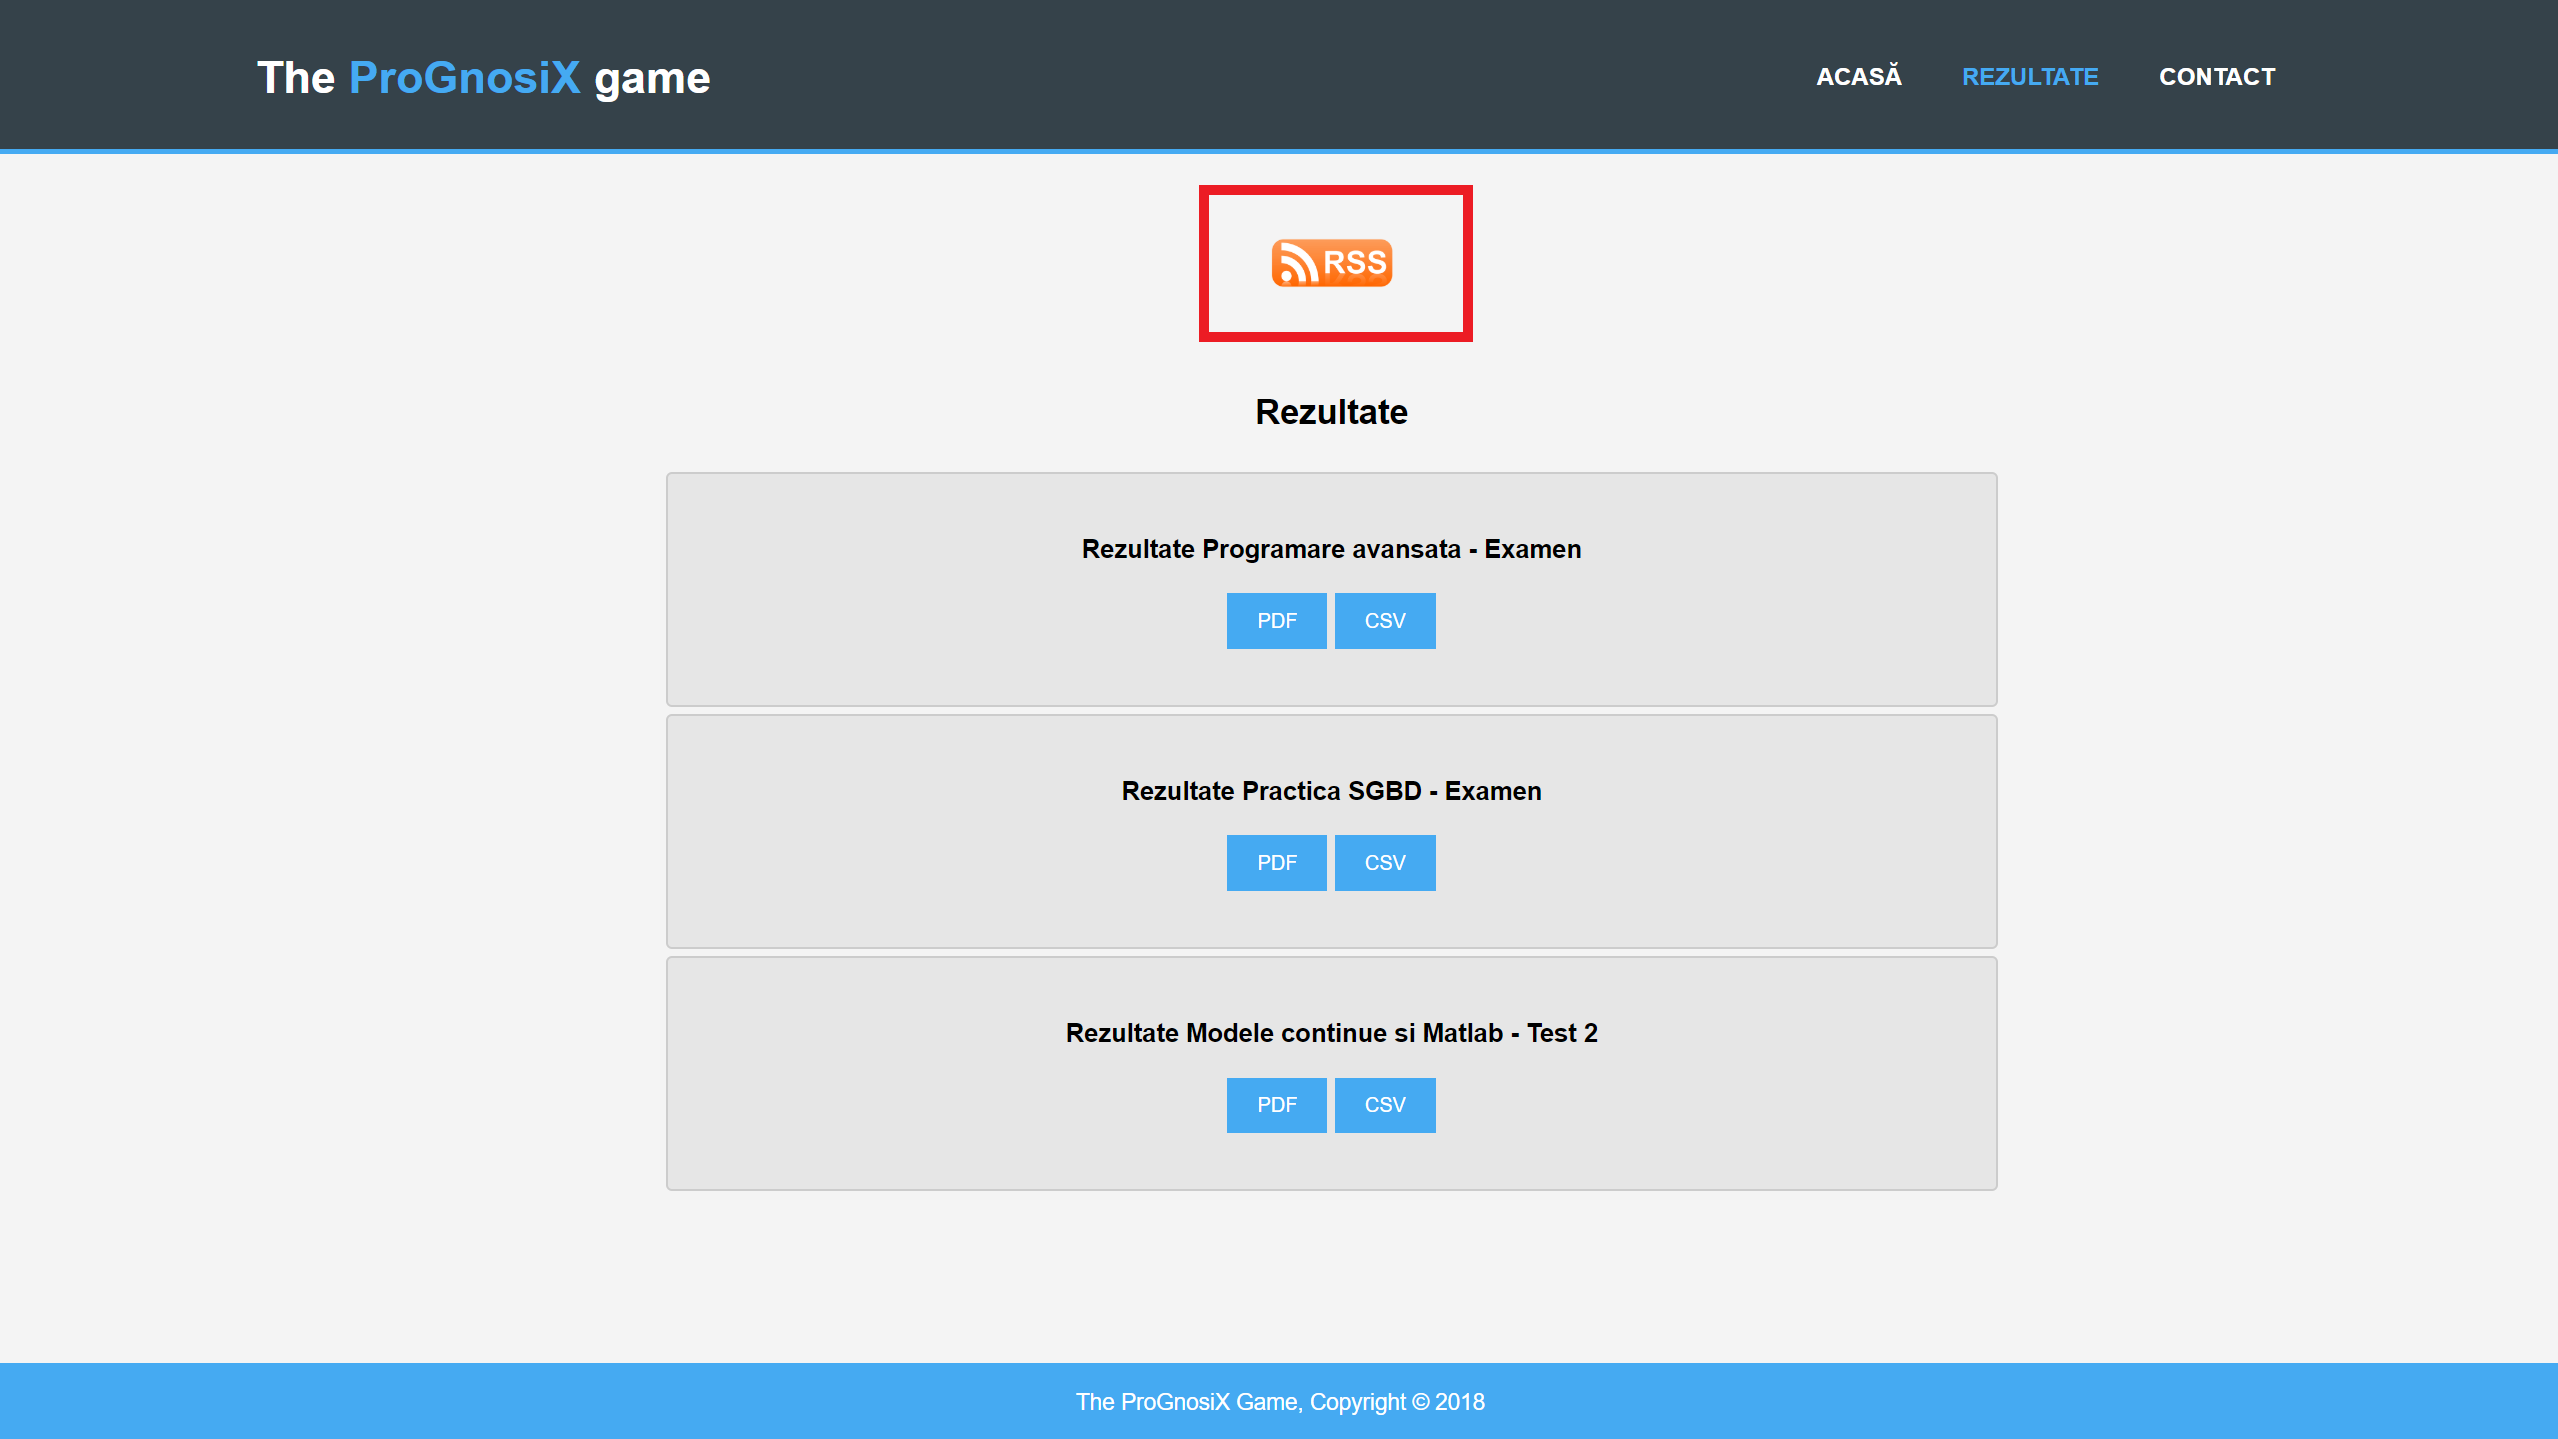 The ProGnosiX game
ACASĂ REZULTATE CONTACT
RSS
Rezultate
Rezultate Programare avansata - Examen
PDF CSV
Rezultate Practica SGBD - Examen
PDF CSV
Rezultate Modele continue si Matlab - Test 2
PDF CSV
The ProGnosiX Game, Copyright © 2018